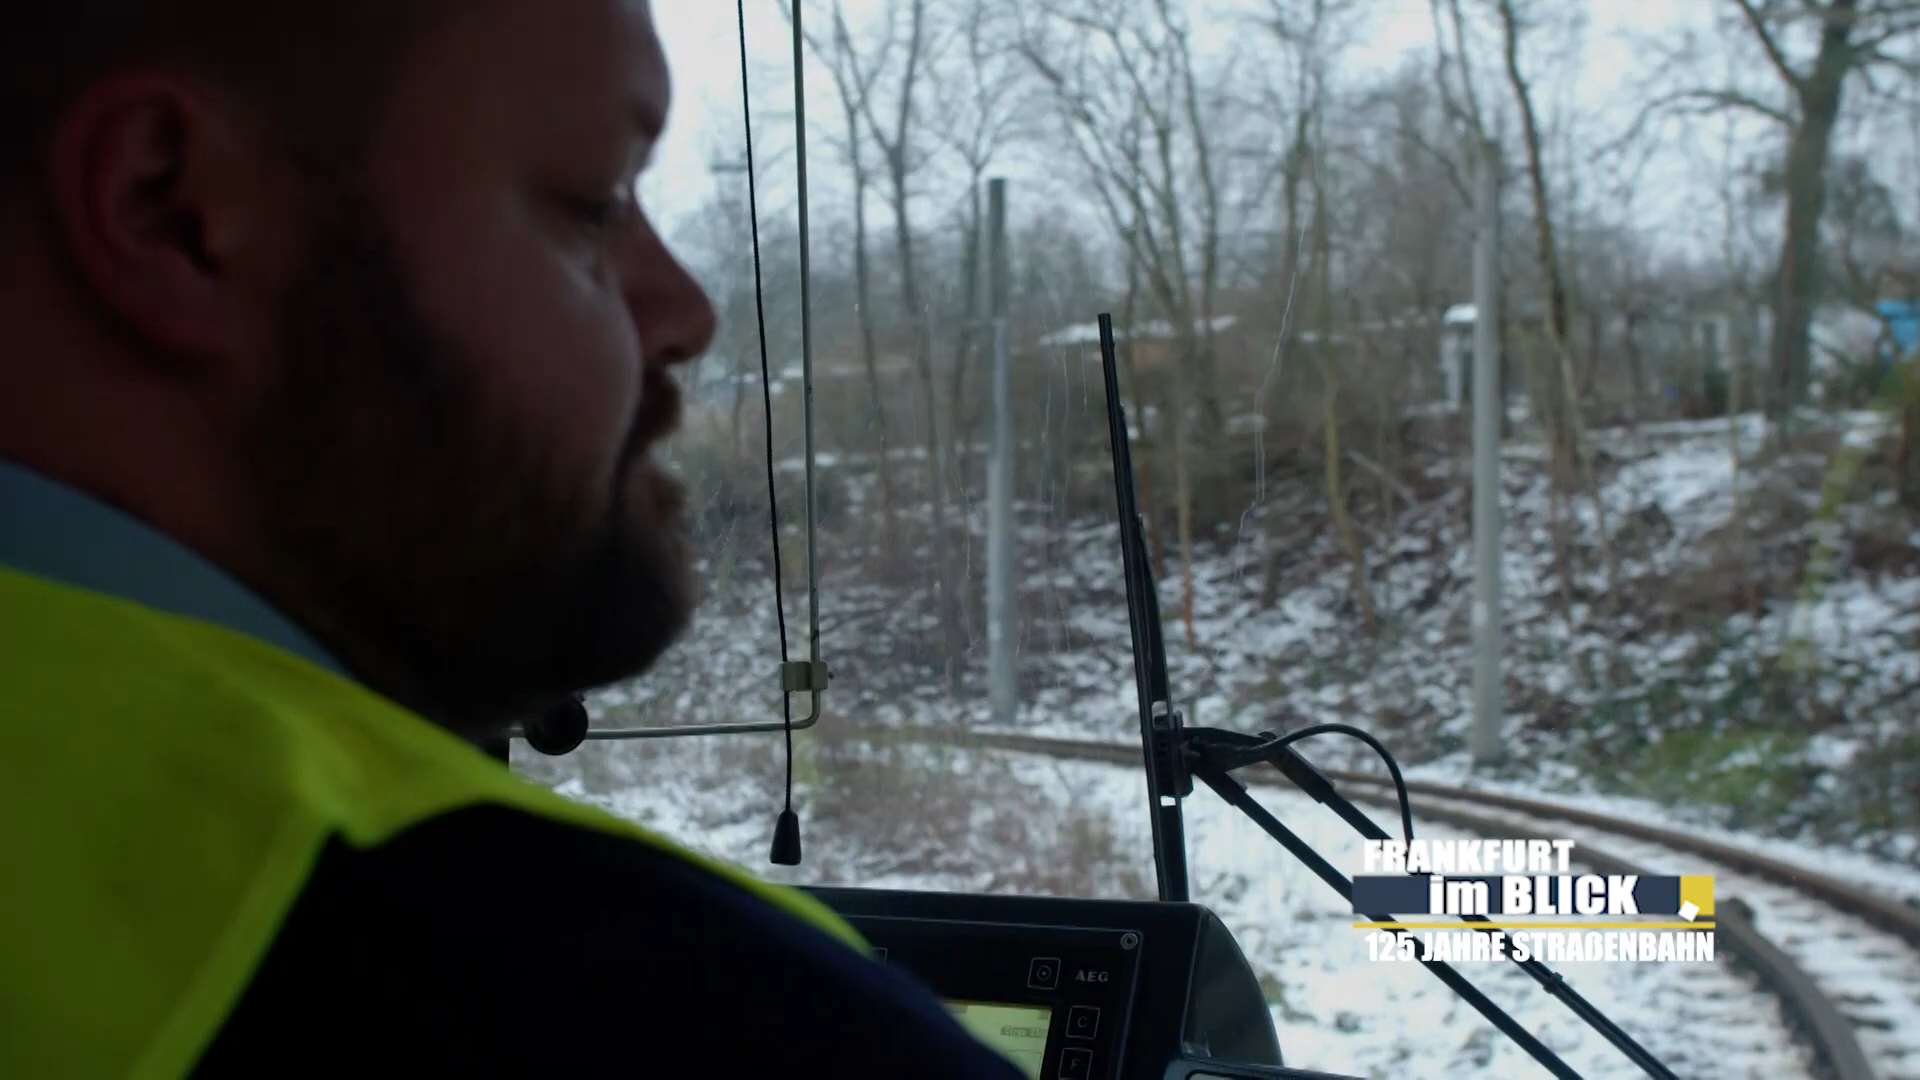 FRANKFURT
im BLICK
125 JAHRE STRAßENBAHN
AEG
C
F